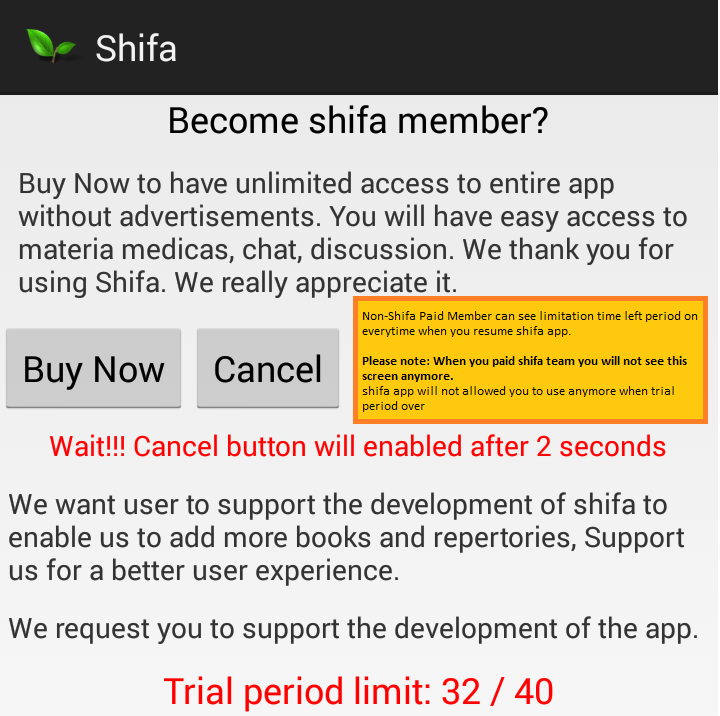 Shifa
Become shifa member?
Buy Now to have unlimited access to entire app
without advertisements. You will have easy access to
materia medicas, chat, discussion. We thank you for
using Shifa. We really appreciate it.
Non-Shifa Paid Member can see limitation time left period on
everytime when you resume shifa app.
Please note: When you paid shifa team you will not see this
screen anymore.
shifa app will not allowed you to use anymore when trial
period over
Buy Now
Cancel
Wait!!! Cancel button will enabled after 2 seconds
We want user to support the development of shifa to
enable us to add more books and repertories, Support
us for a better user experience.
We request you to support the development of the app.
Trial period limit: 32 / 40